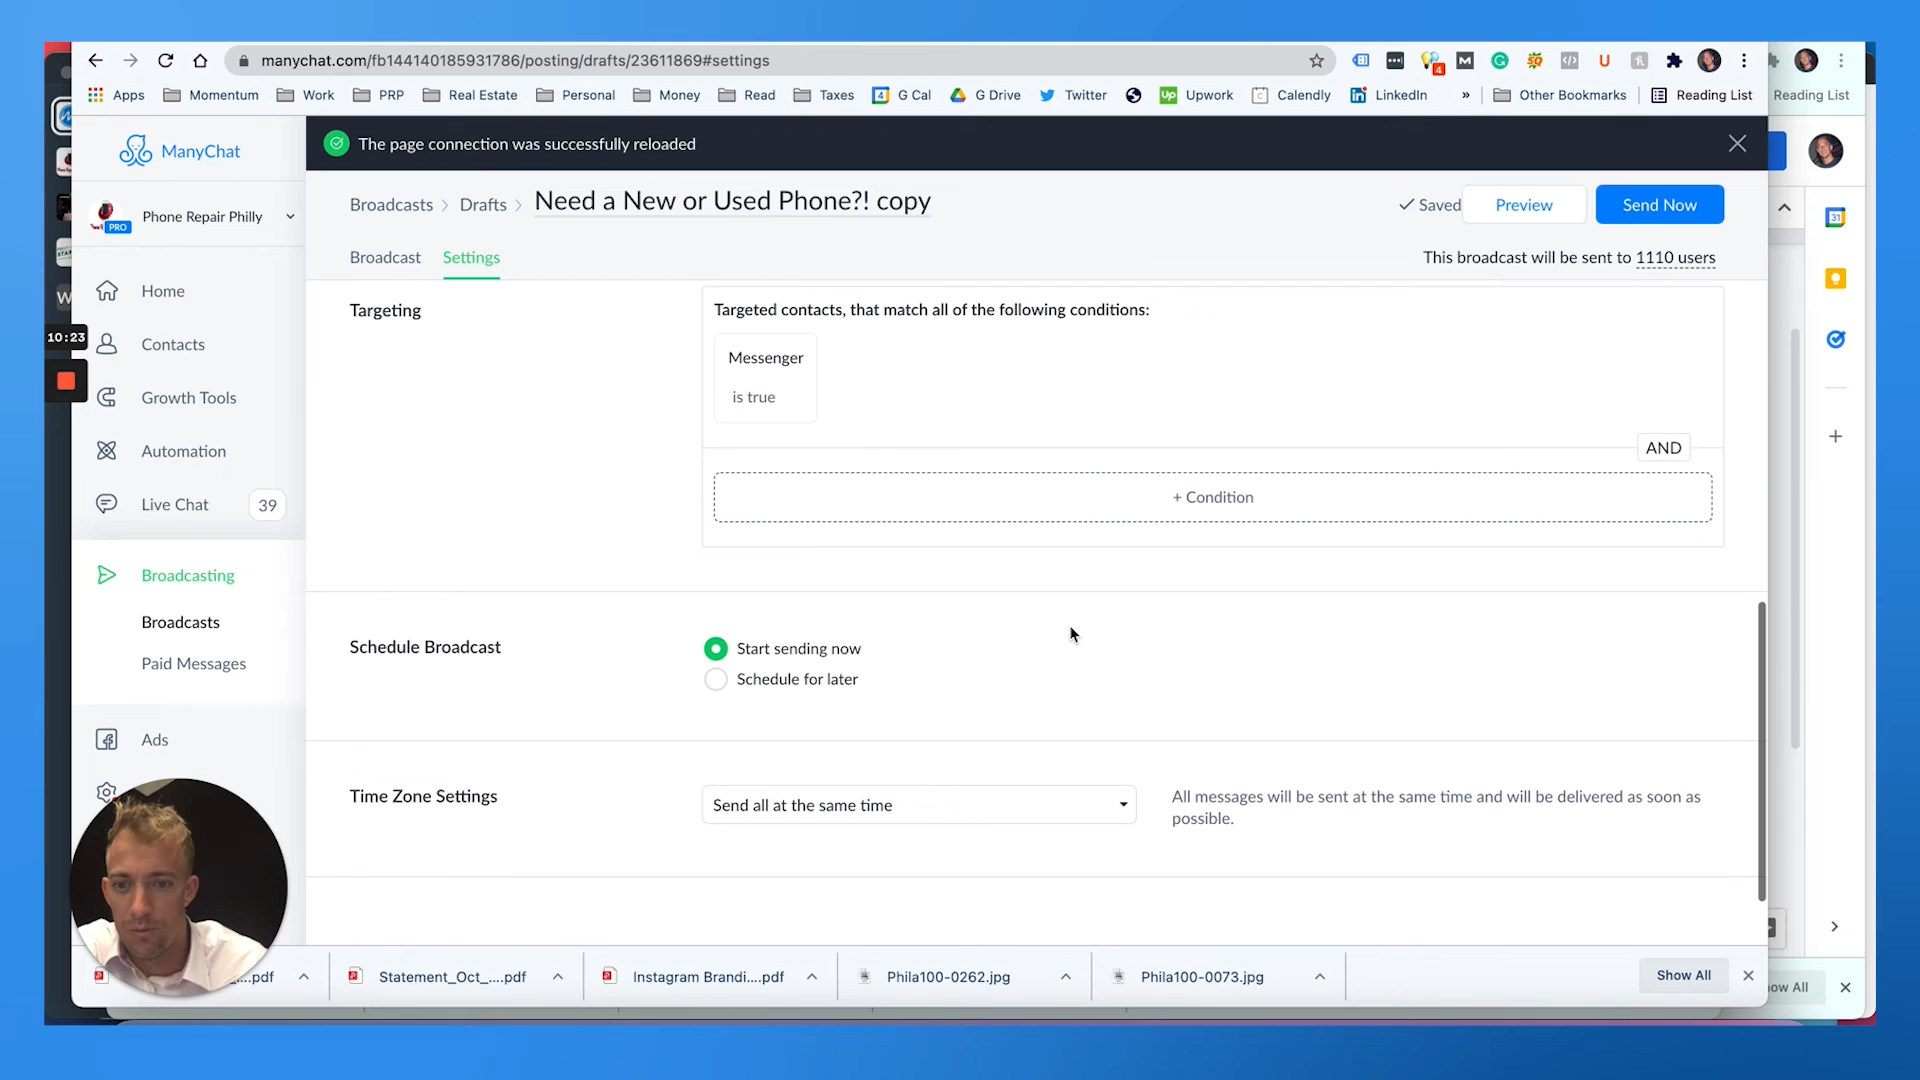 manychat.com/fb144140185931786/posting/drafts/23611869#settings
4
Apps Momentum Work PRP Real Estate Personal Money Read Taxes 4 G Cal G Drive Twitter Up Upwork C Calendly in LinkedIn » Other Bookmarks Reading List Reading List
ManyChat
The page connection was successfully reloaded
Phone Repair Philly
PRO
Broadcasts > Drafts > Need a New or Used Phone?! copy
Saved Preview Send Now
Broadcast Settings
This broadcast will be sent to 1110 users
31
Home
Contacts
Growth Tools
Automation
Live Chat 39
Broadcasting
Broadcasts
Paid Messages
Ads
10:23
Targeting
Targeted contacts, that match all of the following conditions:
Messenger
is true
AND
+ Condition
Schedule Broadcast
Start sending now
Schedule for later
Time Zone Settings
Send all at the same time
All messages will be sent at the same time and will be delivered as soon as
possible.
....pdf Statement_Oct_....pdf Instagram Brandi....pdf Phila100-0262.jpg Phila100-0073.jpg Show All
ow All